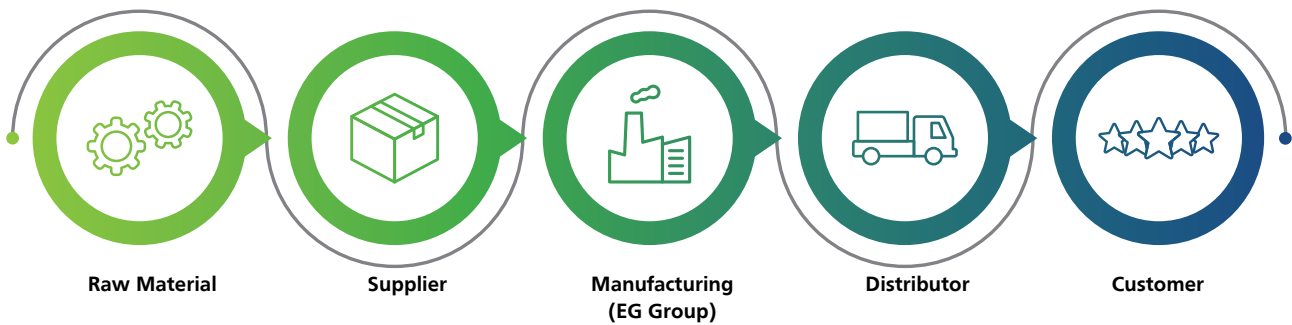 Raw Material
Supplier
Manufacturing
(EG Group)
Distributor
Customer